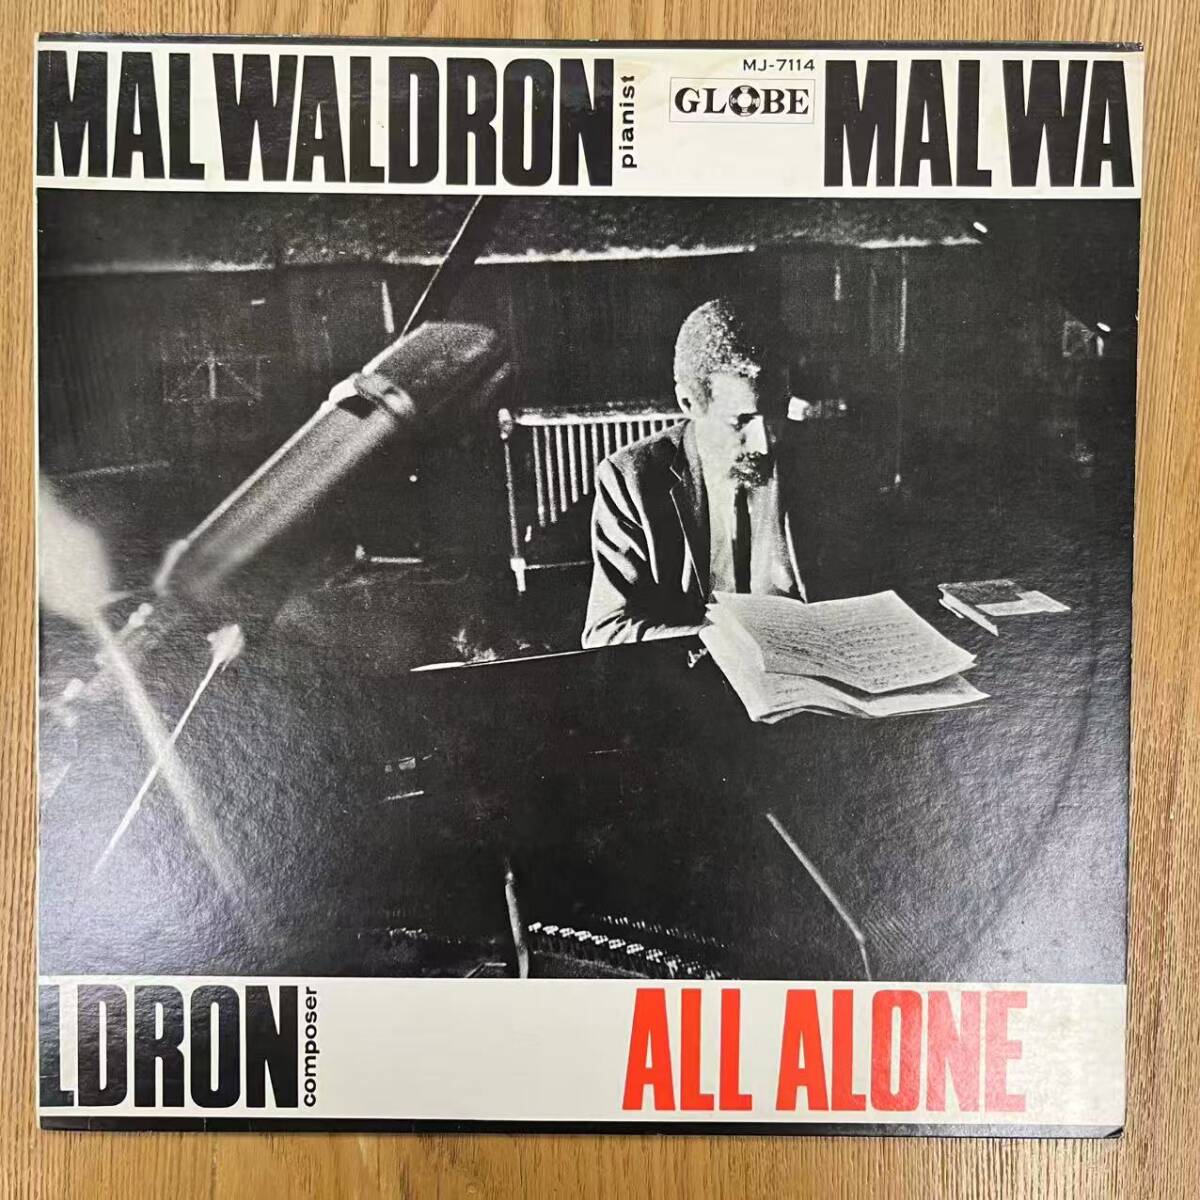 MAL WALDRON
pianist
MJ-7114
GLOBE
MAL WA
LDRON
composer
ALL ALONE